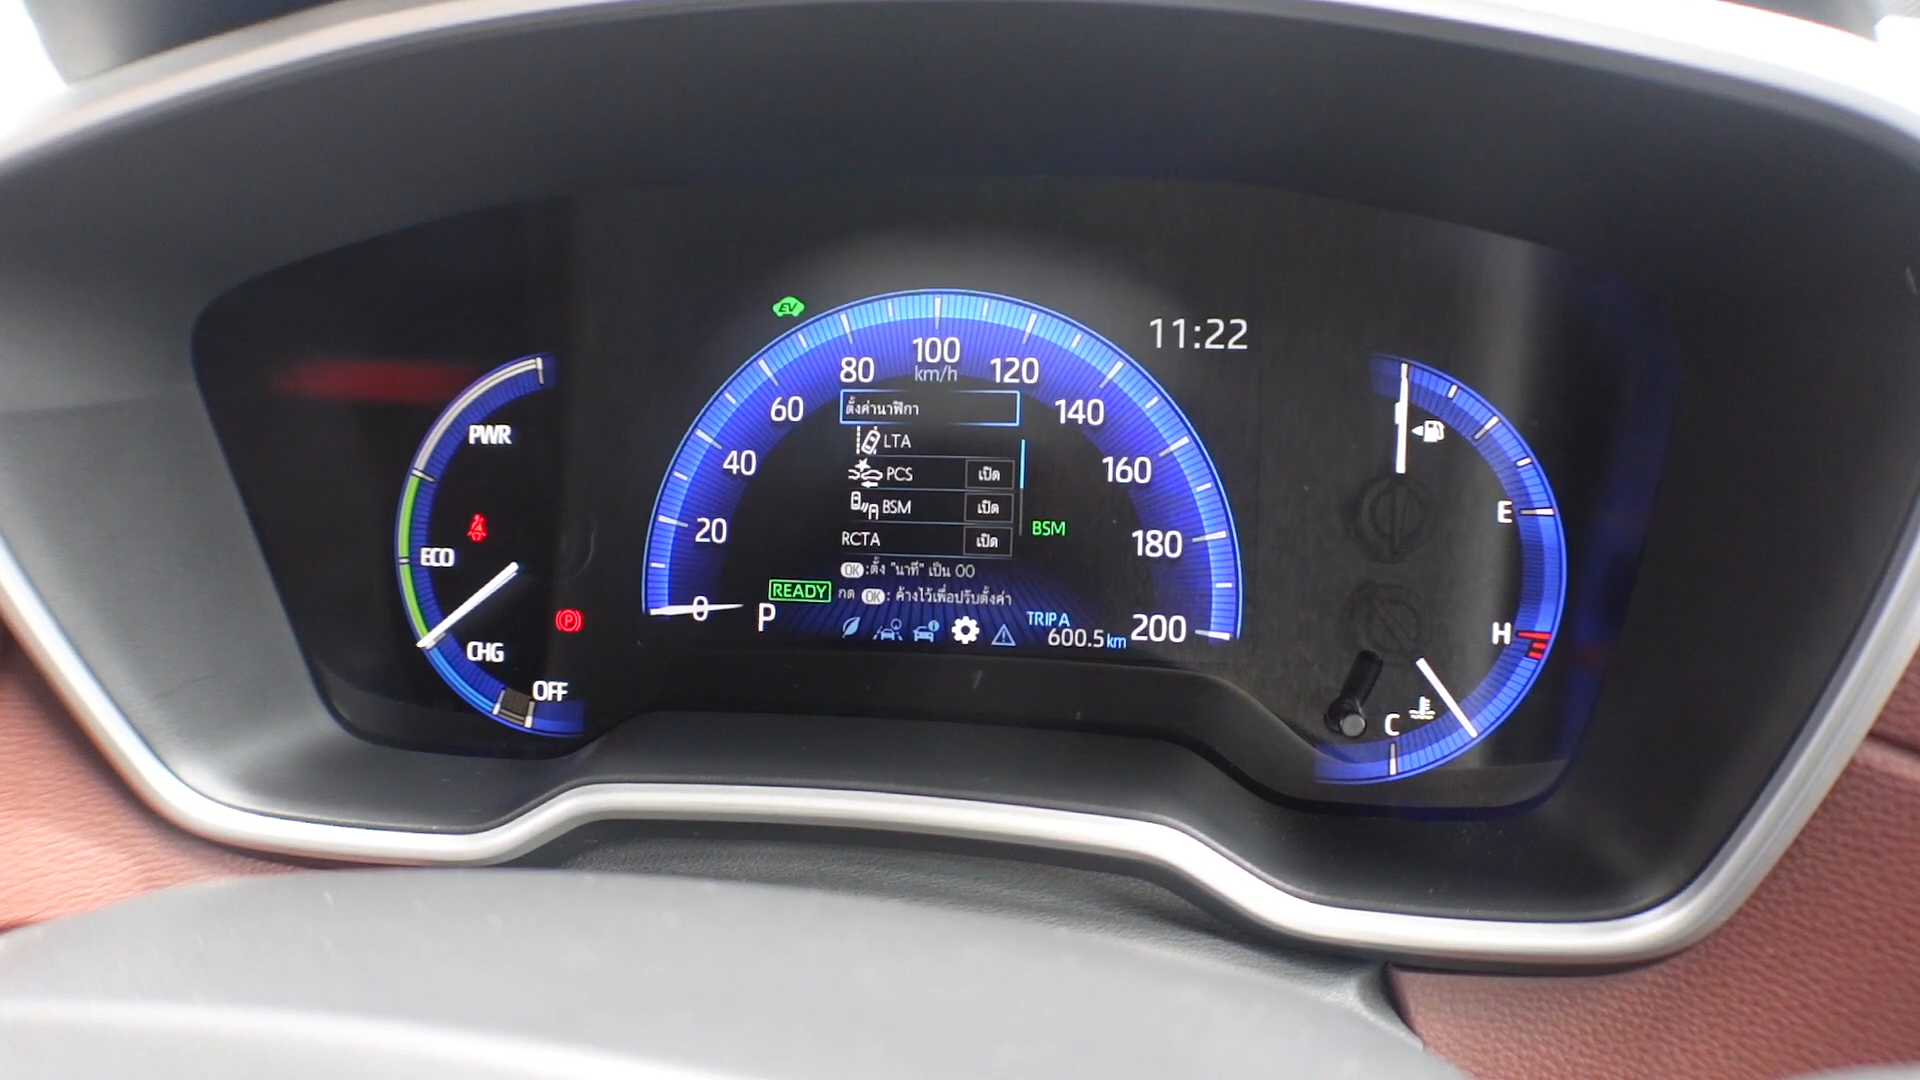 EV
11:22
PWR
ECO
CHG
OFF
0
20
40
60
80
100
km/h
120
140
160
180
200
ตั้งค่านาฬิกา
LTA
PCS เปิด
BSM เปิด
RCTA เปิด
OK :ตั้ง "นาที" เป็น 00
กด OK : ค้างไว้เพื่อปรับตั้งค่า
BSM
READY
P
TRIP A
600.5 km
(P)
E
H
C